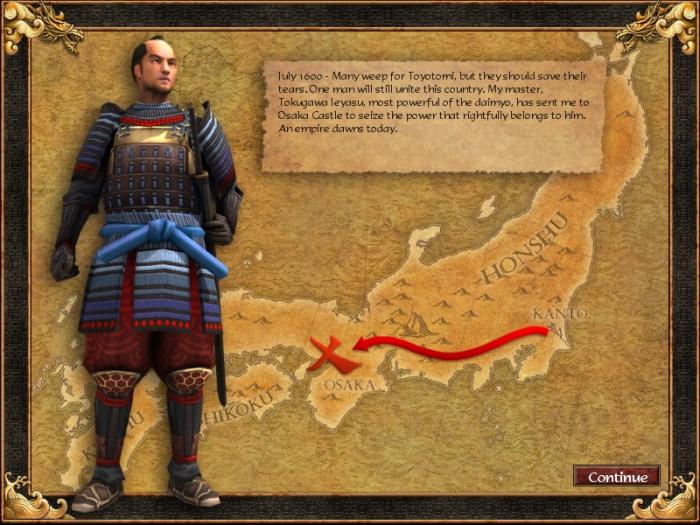 July 1600 - Many weep for Toyotomi, but they should save their
tears. One man will still unite this country. My master,
Tokugawa Ieyasu, most powerful of the daimyo, has sent me to
Osaka Castle to seize the power that rightfully belongs to him.
An empire dawns today.
HONSHU
KANTO
OSAKA
HIKOKU
Continue